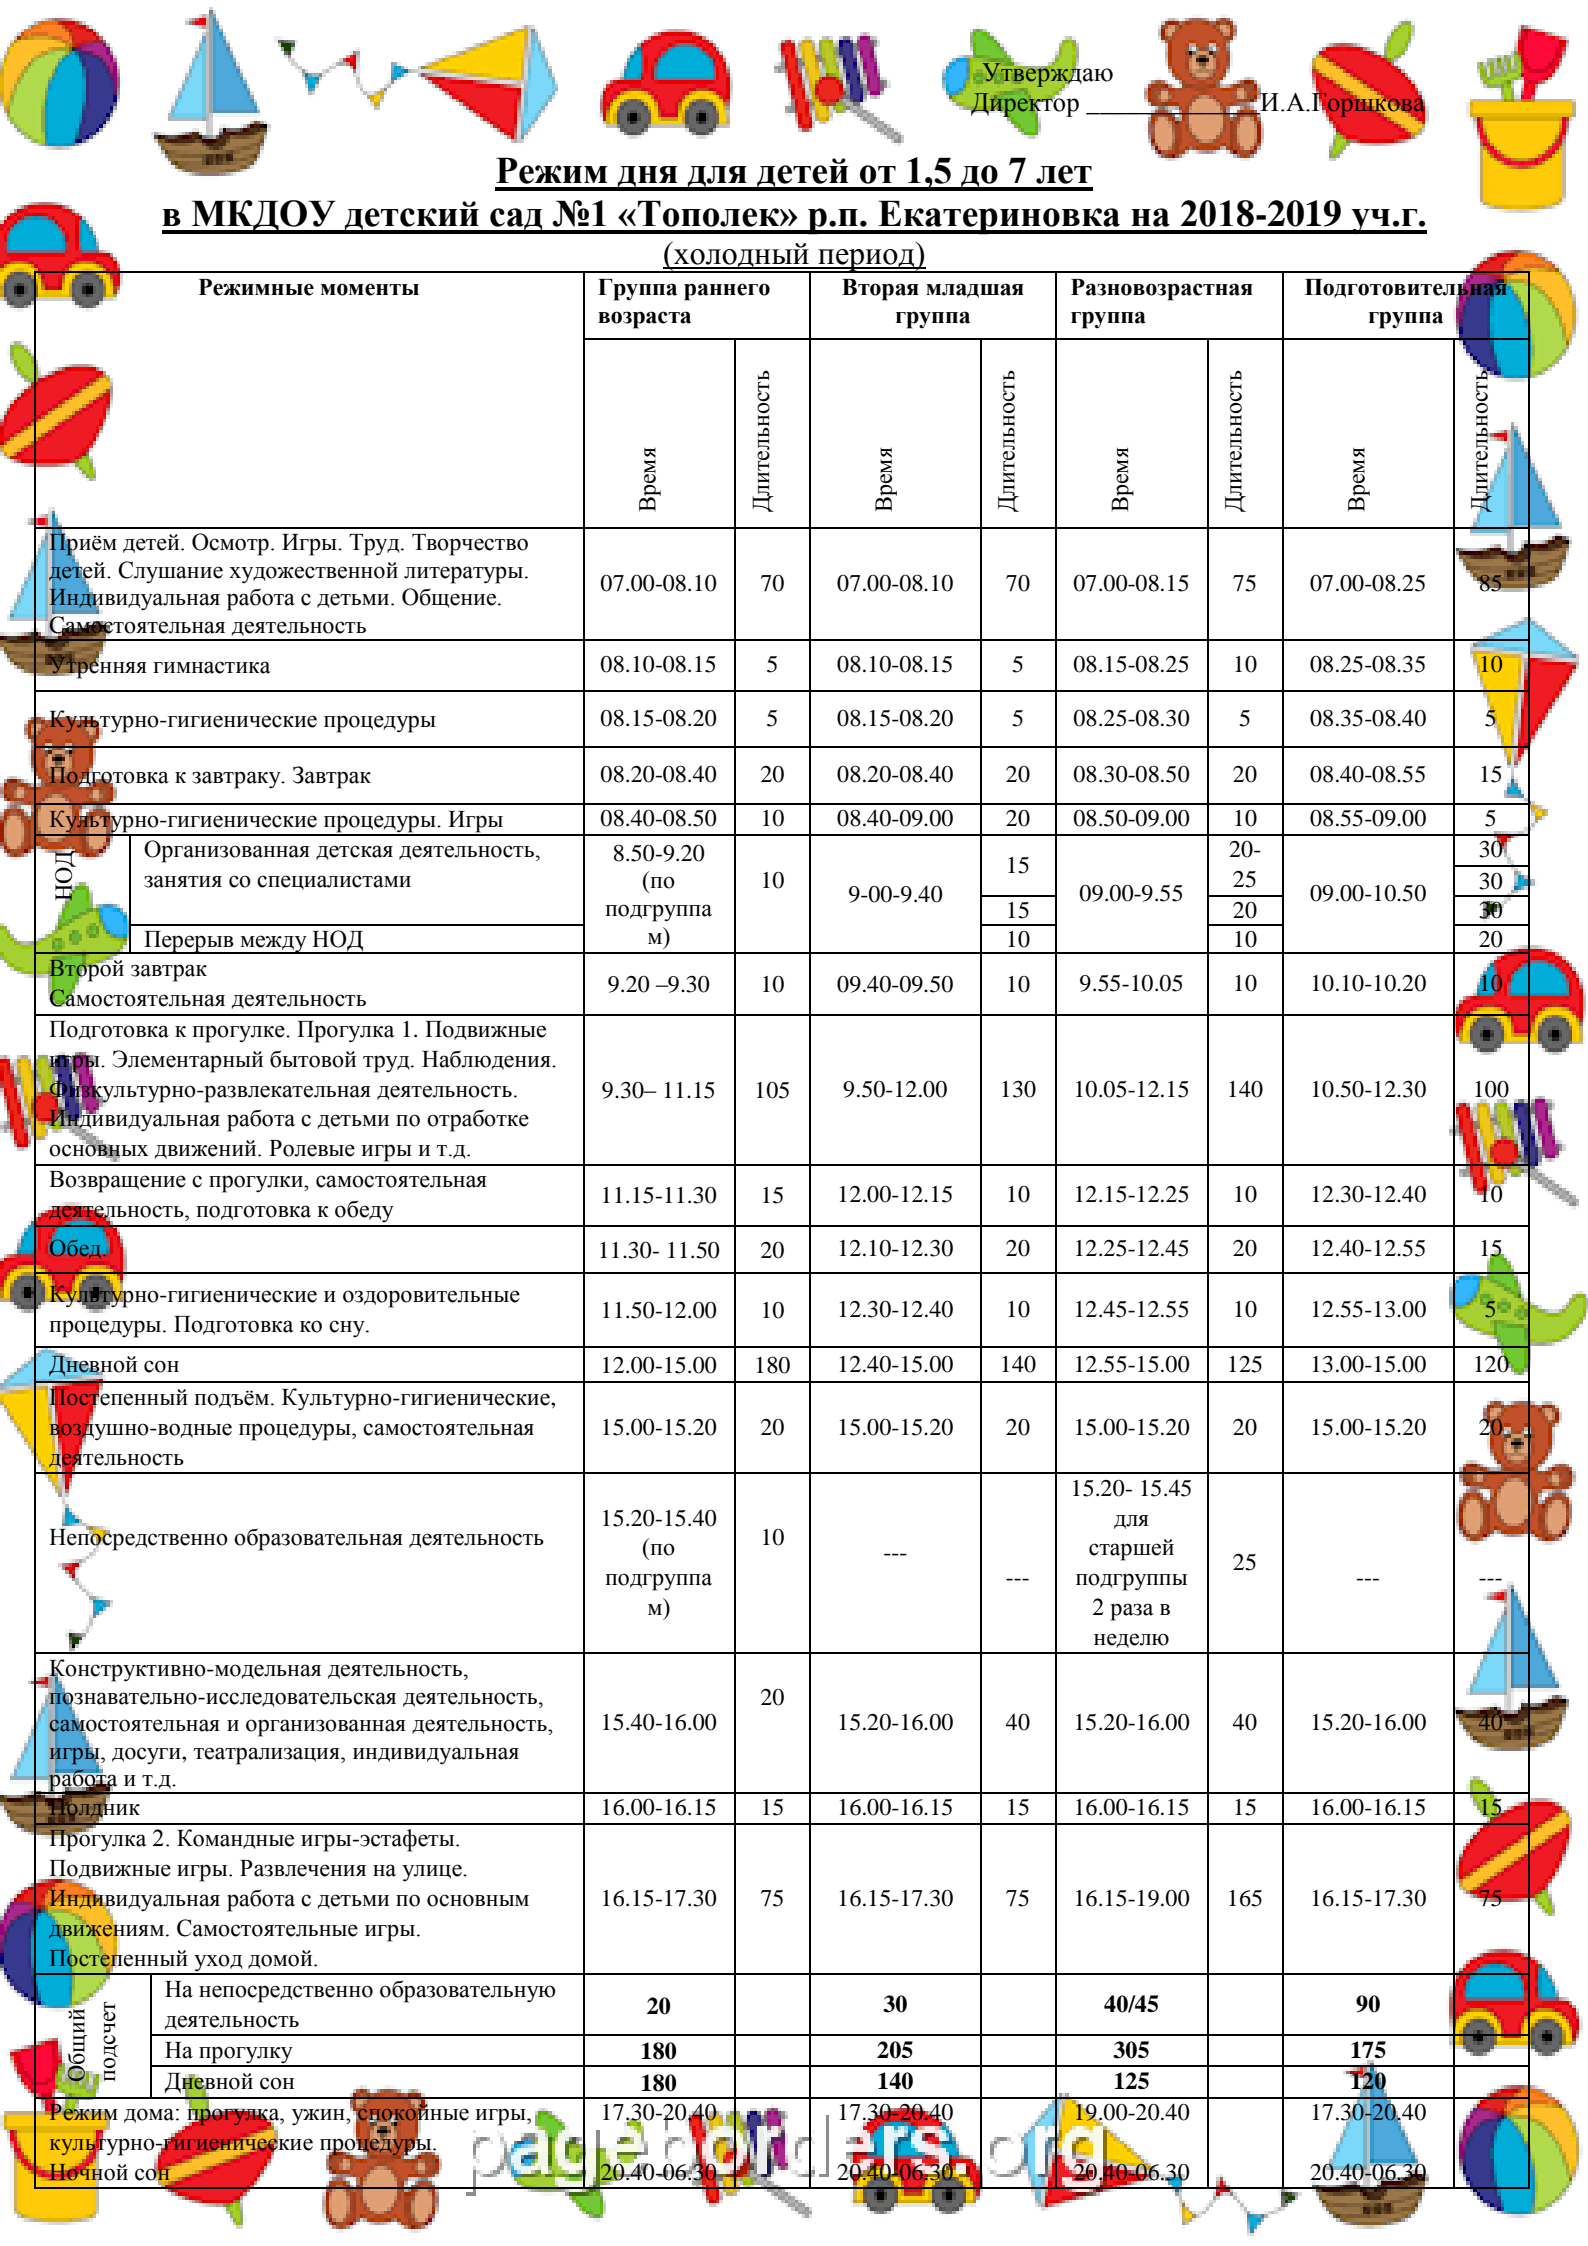 Утверждаю
Директор _____________ И.А.Горшкова
Режим дня для детей от 1,5 до 7 лет
в МКДОУ детский сад №1 «Тополек» р.п. Екатериновка на 2018-2019 уч.г.
(холодный период)
Режимные моменты Группа раннего возраста Вторая младшая группа Разновозрастная группа Подготовительная группа
Время Длительность Время Длительность Время Длительность Время Длительность
Приём детей. Осмотр. Игры. Труд. Творчество
детей. Слушание художественной литературы.
Индивидуальная работа с детьми. Общение.
Самостоятельная деятельность
07.00-08.10 70 07.00-08.10 70 07.00-08.15 75 07.00-08.25 85
Утренняя гимнастика 08.10-08.15 5 08.10-08.15 5 08.15-08.25 10 08.25-08.35 10
Культурно-гигиенические процедуры 08.15-08.20 5 08.15-08.20 5 08.25-08.30 5 08.35-08.40 5
Подготовка к завтраку. Завтрак 08.20-08.40 20 08.20-08.40 20 08.30-08.50 20 08.40-08.55 15
Культурно-гигиенические процедуры. Игры 08.40-08.50 10 08.40-09.00 20 08.50-09.00 10 08.55-09.00 5
НОД
Организованная детская деятельность,
занятия со специалистами
Перерыв между НОД
8.50-9.20
(по
подгруппа
м)
10
9-00-9.40
15
15
10
09.00-9.55
20-
25
20
10
09.00-10.50
30
30
30
20
Второй завтрак
Самостоятельная деятельность
9.20 –9.30 10 09.40-09.50 10 9.55-10.05 10 10.10-10.20 10
Подготовка к прогулке. Прогулка 1. Подвижные
игры. Элементарный бытовой труд. Наблюдения.
Физкультурно-развлекательная деятельность.
Индивидуальная работа с детьми по отработке
основных движений. Ролевые игры и т.д.
9.30– 11.15 105 9.50-12.00 130 10.05-12.15 140 10.50-12.30 100
Возвращение с прогулки, самостоятельная
деятельность, подготовка к обеду
11.15-11.30 15 12.00-12.15 10 12.15-12.25 10 12.30-12.40 10
Обед. 11.30- 11.50 20 12.10-12.30 20 12.25-12.45 20 12.40-12.55 15
Культурно-гигиенические и оздоровительные
процедуры. Подготовка ко сну.
11.50-12.00 10 12.30-12.40 10 12.45-12.55 10 12.55-13.00 5
Дневной сон 12.00-15.00 180 12.40-15.00 140 12.55-15.00 125 13.00-15.00 120
Постепенный подъём. Культурно-гигиенические,
воздушно-водные процедуры, самостоятельная
деятельность
15.00-15.20 20 15.00-15.20 20 15.00-15.20 20 15.00-15.20 20
Непосредственно образовательная деятельность
15.20-15.40
(по
подгруппа
м)
10
---
---
15.20- 15.45
для
старшей
подгруппы
2 раза в
неделю
25
---
---
Конструктивно-модельная деятельность,
познавательно-исследовательская деятельность,
самостоятельная и организованная деятельность,
игры, досуги, театрализация, индивидуальная
работа и т.д.
15.40-16.00 20 15.20-16.00 40 15.20-16.00 40 15.20-16.00 40
Полдник 16.00-16.15 15 16.00-16.15 15 16.00-16.15 15 16.00-16.15 15
Прогулка 2. Командные игры-эстафеты.
Подвижные игры. Развлечения на улице.
Индивидуальная работа с детьми по основным
движениям. Самостоятельные игры.
Постепенный уход домой.
16.15-17.30 75 16.15-17.30 75 16.15-19.00 165 16.15-17.30 75
Общий
подсчет
На непосредственно образовательную
деятельность
20 30 40/45 90
На прогулку 180 205 305 175
Дневной сон 180 140 125 120
Режим дома: прогулка, ужин, спокойные игры,
культурно-гигиенические процедуры.
17.30-20.40 17.30-20.40 19.00-20.40 17.30-20.40
Ночной сон 20.40-06.30 20.40-06.30 20.40-06.30 20.40-06.30
pageborders.org